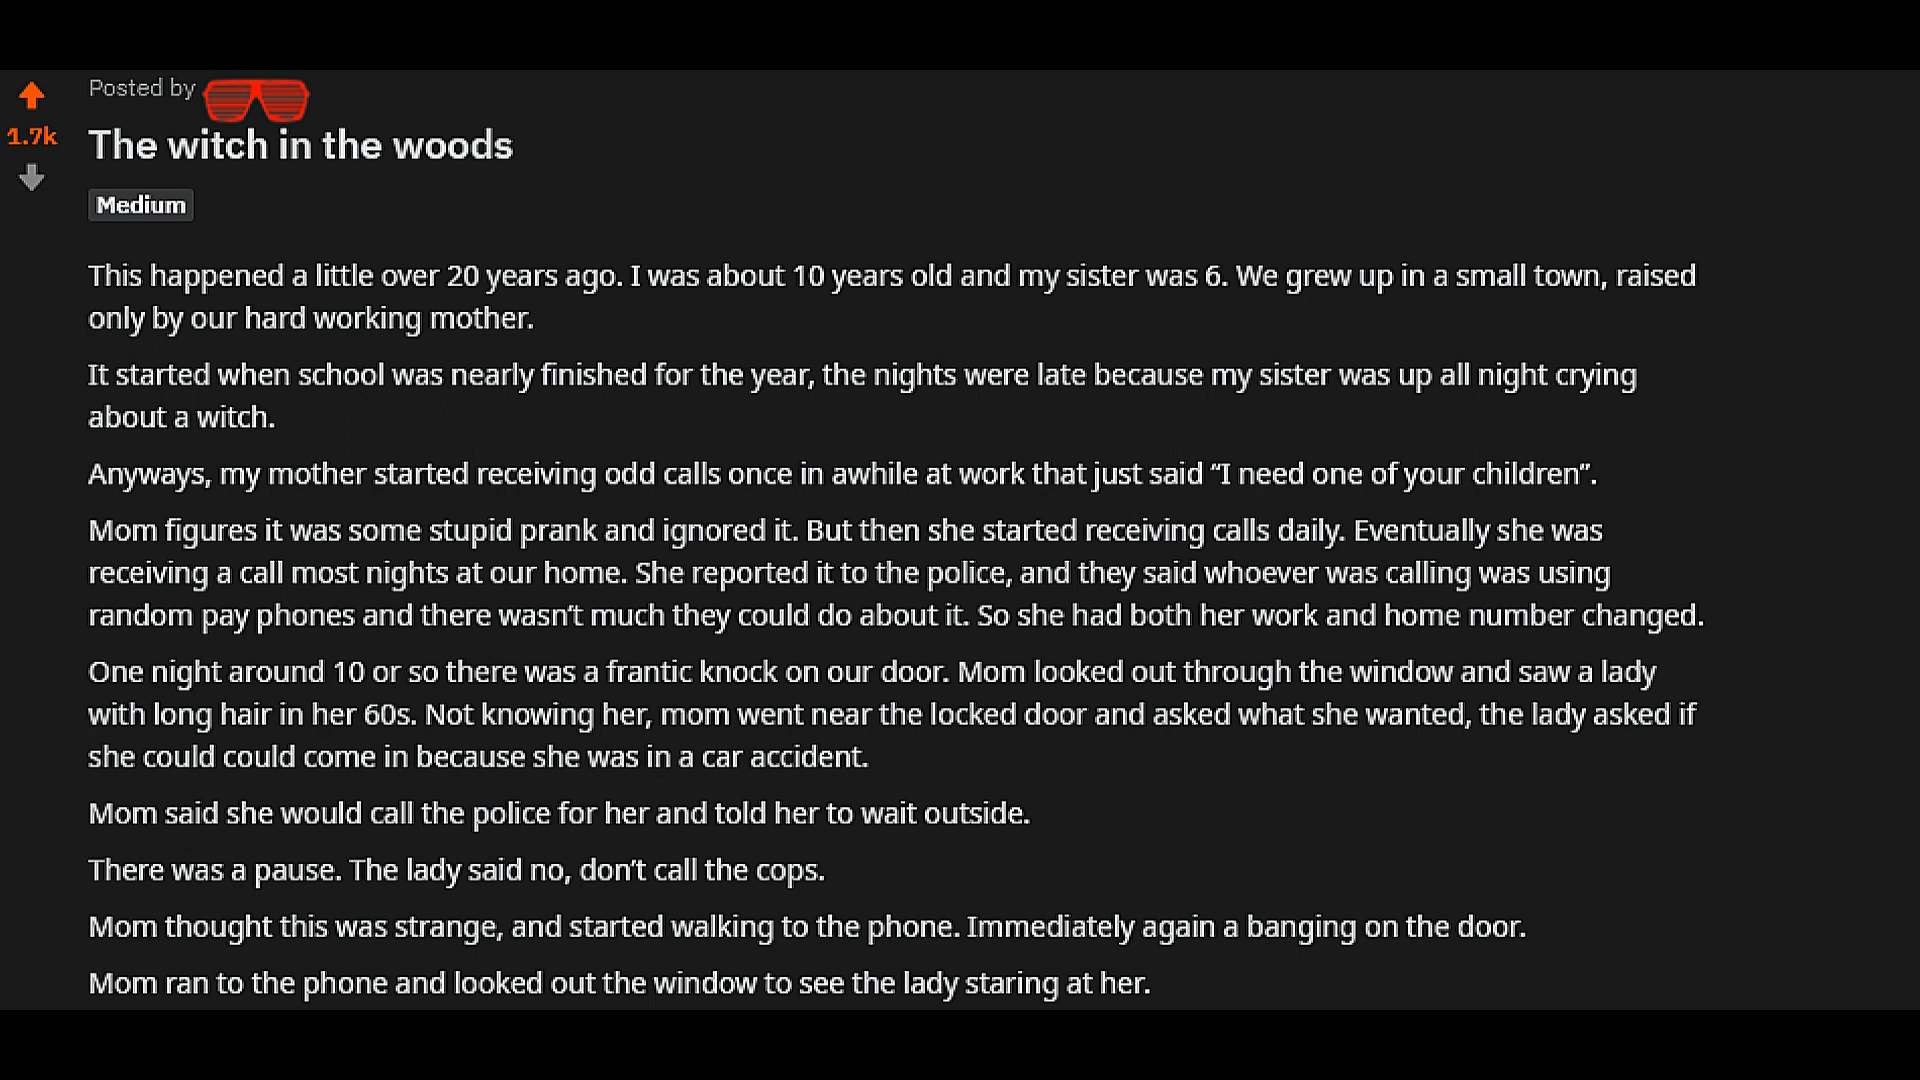 Posted by
1.7k
The witch in the woods
Medium
This happened a little over 20 years ago. I was about 10 years old and my sister was 6. We grew up in a small town, raised
only by our hard working mother.
It started when school was nearly finished for the year, the nights were late because my sister was up all night crying
about a witch.
Anyways, my mother started receiving odd calls once in awhile at work that just said “I need one of your children”.
Mom figures it was some stupid prank and ignored it. But then she started receiving calls daily. Eventually she was
receiving a call most nights at our home. She reported it to the police, and they said whoever was calling was using
random pay phones and there wasn’t much they could do about it. So she had both her work and home number changed.
One night around 10 or so there was a frantic knock on our door. Mom looked out through the window and saw a lady
with long hair in her 60s. Not knowing her, mom went near the locked door and asked what she wanted, the lady asked if
she could could come in because she was in a car accident.
Mom said she would call the police for her and told her to wait outside.
There was a pause. The lady said no, don’t call the cops.
Mom thought this was strange, and started walking to the phone. Immediately again a banging on the door.
Mom ran to the phone and looked out the window to see the lady staring at her.